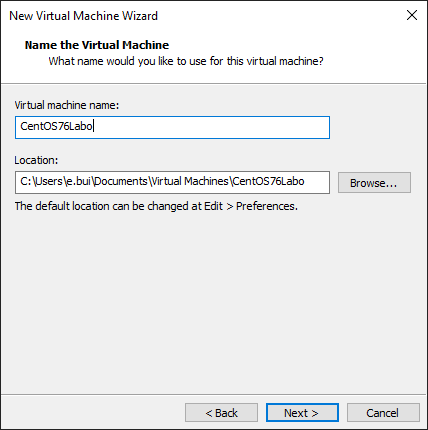 New Virtual Machine Wizard
Name the Virtual Machine
What name would you like to use for this virtual machine?
Virtual machine name:
CentOS76Labo
Location:
C:\Users\e.bui\Documents\Virtual Machines\CentOS76Labo
Browse...
The default location can be changed at Edit > Preferences.
< Back
Next >
Cancel